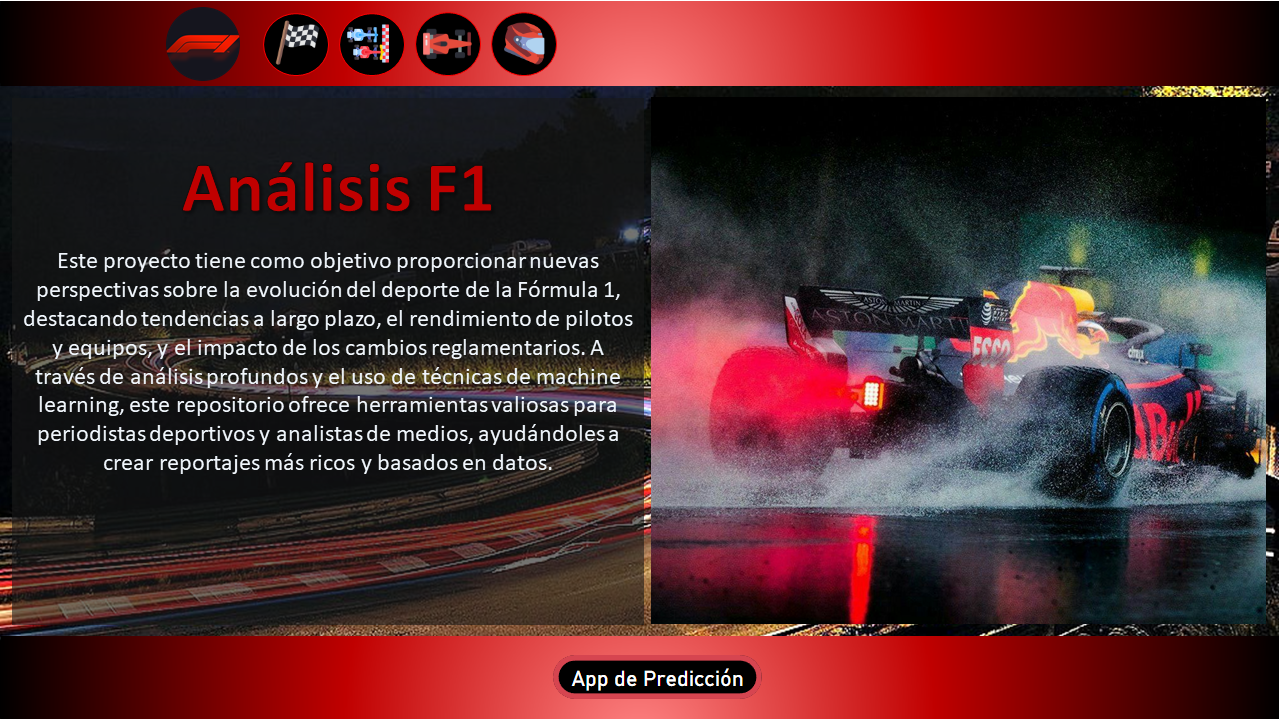 Análisis F1
Este proyecto tiene como objetivo proporcionar nuevas
perspectivas sobre la evolución del deporte de la Fórmula 1,
destacando tendencias a largo plazo, el rendimiento de pilotos
y equipos, y el impacto de los cambios reglamentarios. A
través de análisis profundos y el uso de técnicas de machine
learning, este repositorio ofrece herramientas valiosas para
periodistas deportivos y analistas de medios, ayudándoles a
crear reportajes más ricos y basados en datos.
ASTON MARTIN
ASTON MARTI
ESSO
citrix
App de Predicción